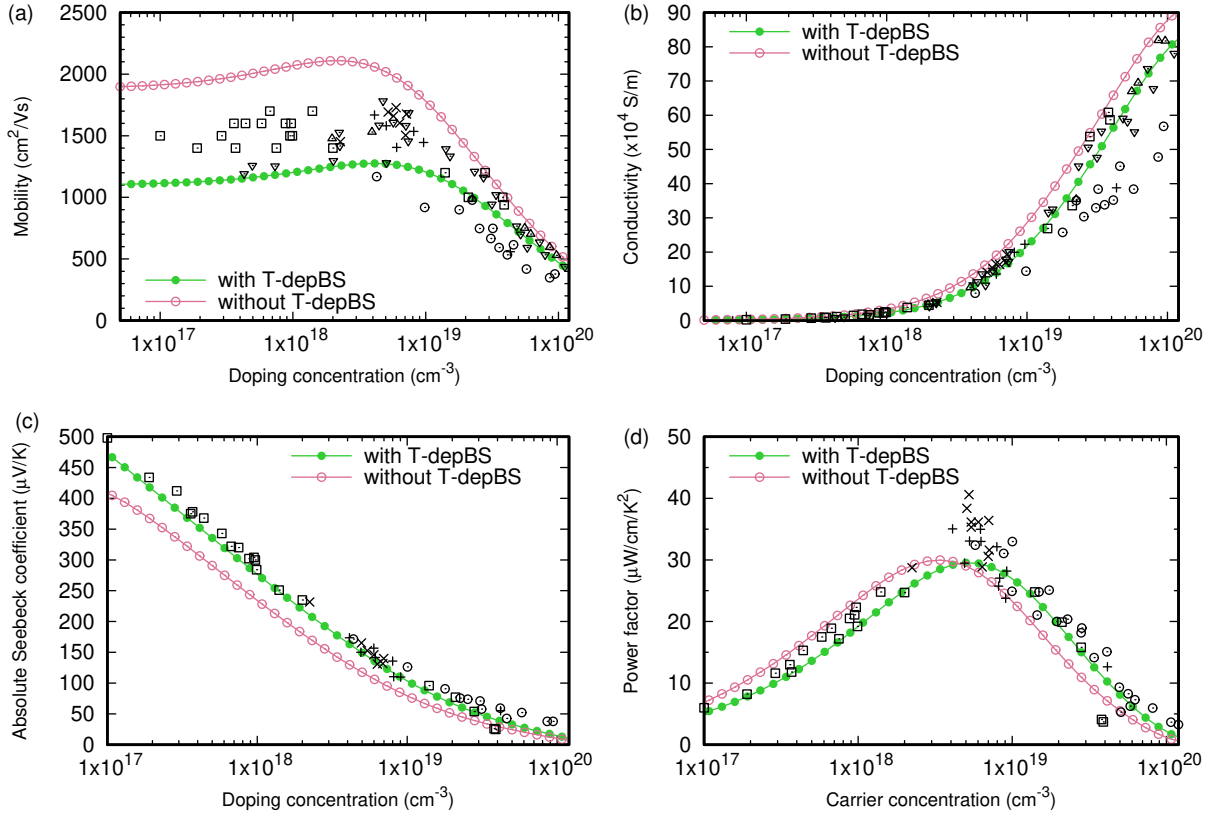 (a)
2500
2000
1500
1000
500
0
Mobility (cm²/Vs)
with T-depBS
without T-depBS
1x10¹⁷
1x10¹⁸
1x10¹⁹
1x10²⁰
Doping concentration (cm⁻³)
(b)
90
80
70
60
50
40
30
20
10
0
Conductivity (x10⁴ S/m)
with T-depBS
without T-depBS
1x10¹⁷
1x10¹⁸
1x10¹⁹
1x10²⁰
Doping concentration (cm⁻³)
(c)
500
450
400
350
300
250
200
150
100
50
0
Absolute Seebeck coefficient (μV/K)
with T-depBS
without T-depBS
1x10¹⁷
1x10¹⁸
1x10¹⁹
1x10²⁰
Doping concentration (cm⁻³)
(d)
50
40
30
20
10
0
Power factor (μW/cm/K²)
with T-depBS
without T-depBS
1x10¹⁷
1x10¹⁸
1x10¹⁹
1x10²⁰
Carrier concentration (cm⁻³)